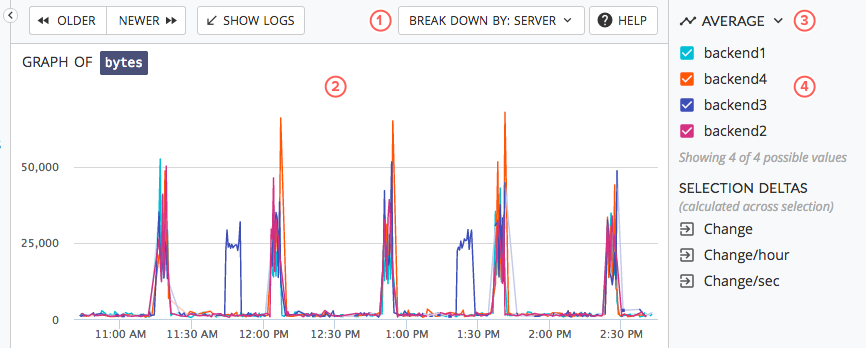 OLDER NEWER SHOW LOGS 1 BREAK DOWN BY: SERVER ? HELP
GRAPH OF bytes
2
50,000
25,000
0
11:00 AM 11:30 AM 12:00 PM 12:30 PM 1:00 PM 1:30 PM 2:00 PM 2:30 PM
AVERAGE 3
backend1
backend4 4
backend3
backend2
Showing 4 of 4 possible values
SELECTION DELTAS
(calculated across selection)
Change
Change/hour
Change/sec